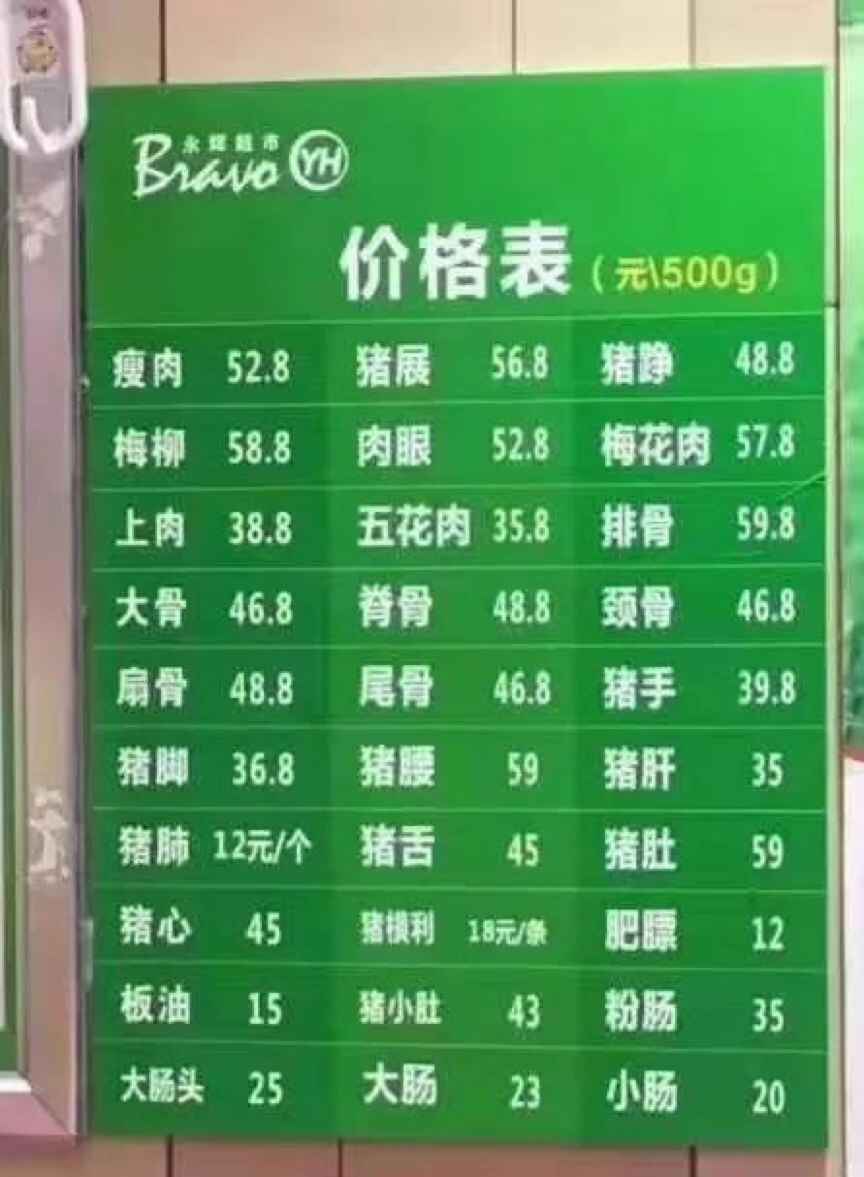 永辉超市
Bravo YH
价格表（元\500g）
瘦肉 52.8 猪展 56.8 猪踭 48.8
梅柳 58.8 肉眼 52.8 梅花肉 57.8
上肉 38.8 五花肉 35.8 排骨 59.8
大骨 46.8 脊骨 48.8 颈骨 46.8
扇骨 48.8 尾骨 46.8 猪手 39.8
猪脚 36.8 猪腰 59 猪肝 35
猪肺 12元/个 猪舌 45 猪肚 59
猪心 45 猪横利 18元/条 肥膘 12
板油 15 猪小肚 43 粉肠 35
大肠头 25 大肠 23 小肠 20